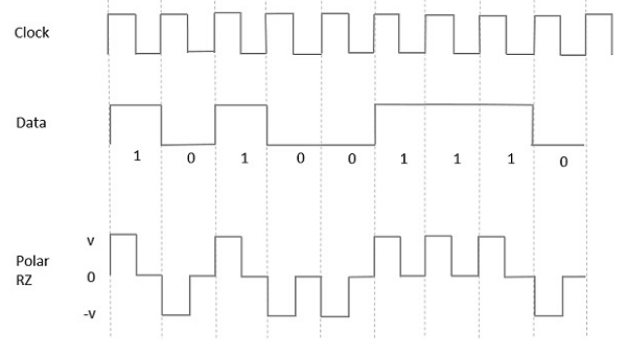 Clock
Data
1 0 1 0 0 1 1 1 0
v
Polar
RZ
0
-v